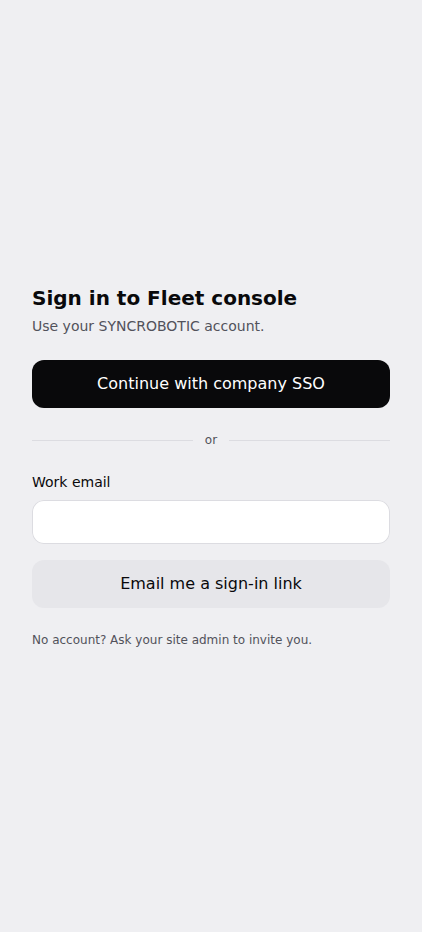 Sign in to Fleet console
Use your SYNCROBOTIC account.
Continue with company SSO
or
Work email
Email me a sign-in link
No account? Ask your site admin to invite you.